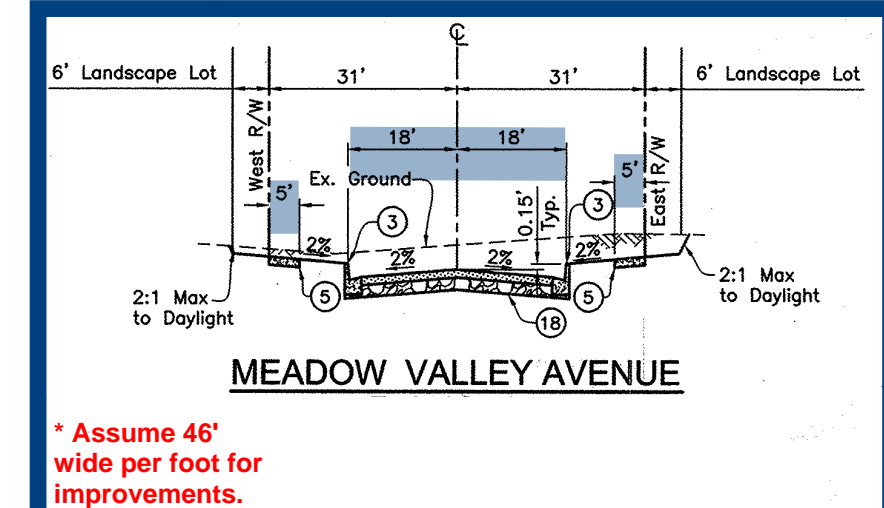 ℄
6' Landscape Lot
31'
31'
6' Landscape Lot
West R/W
18'
18'
East R/W
5'
5'
Ex. Ground
0.15'
Typ.
3
3
2%
2%
2%
2%
5
5
18
2:1 Max
to Daylight
2:1 Max
to Daylight
MEADOW VALLEY AVENUE
* Assume 46'
wide per foot for
improvements.